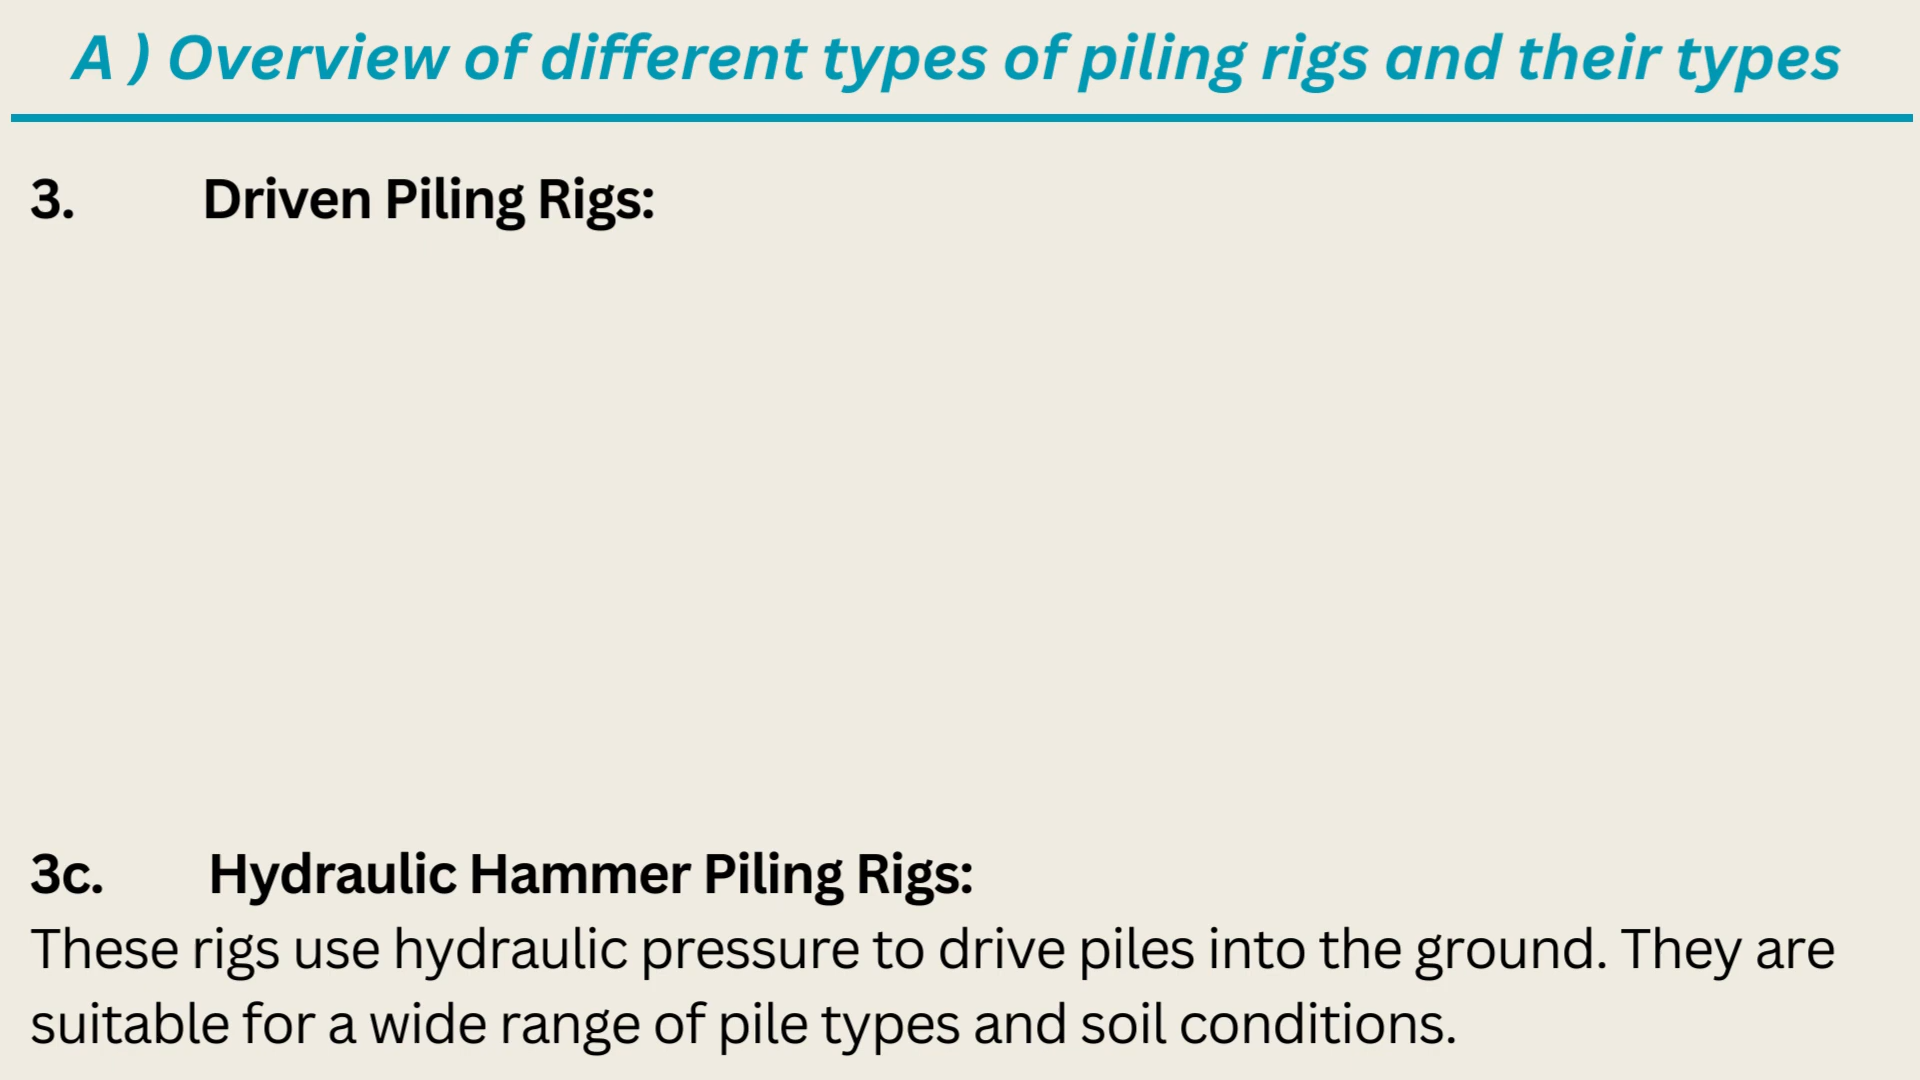 A ) Overview of different types of piling rigs and their types
3. Driven Piling Rigs:
3c. Hydraulic Hammer Piling Rigs:
These rigs use hydraulic pressure to drive piles into the ground. They are
suitable for a wide range of pile types and soil conditions.